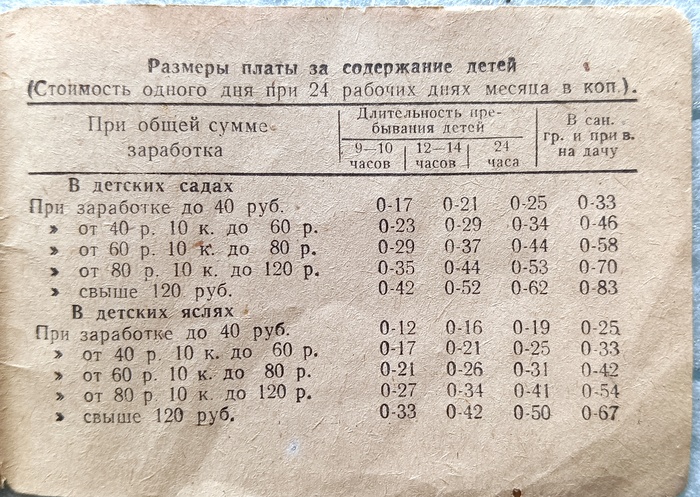 Размеры платы за содержание детей
(Стоимость одного дня при 24 рабочих днях месяца в коп.).
При общей сумме заработка
Длительность пребывания детей
9—10 часов
12—14 часов
24 часа
В сан. гр. и при в. на дачу
В детских садах
При заработке до 40 руб. 0-17 0-21 0-25 0-33
» от 40 р. 10 к. до 60 р. 0-23 0-29 0-34 0-46
» от 60 р. 10 к. до 80 р. 0-29 0-37 0-44 0-58
» от 80 р. 10 к. до 120 р. 0-35 0-44 0-53 0-70
» свыше 120 руб. 0-42 0-52 0-62 0-83
В детских яслях
При заработке до 40 руб. 0-12 0-16 0-19 0-25
» от 40 р. 10 к. до 60 р. 0-17 0-21 0-25 0-33
» от 60 р. 10 к. до 80 р. 0-21 0-26 0-31 0-42
» от 80 р. 10 к. до 120 р. 0-27 0-34 0-41 0-54
» свыше 120 руб. 0-33 0-42 0-50 0-67